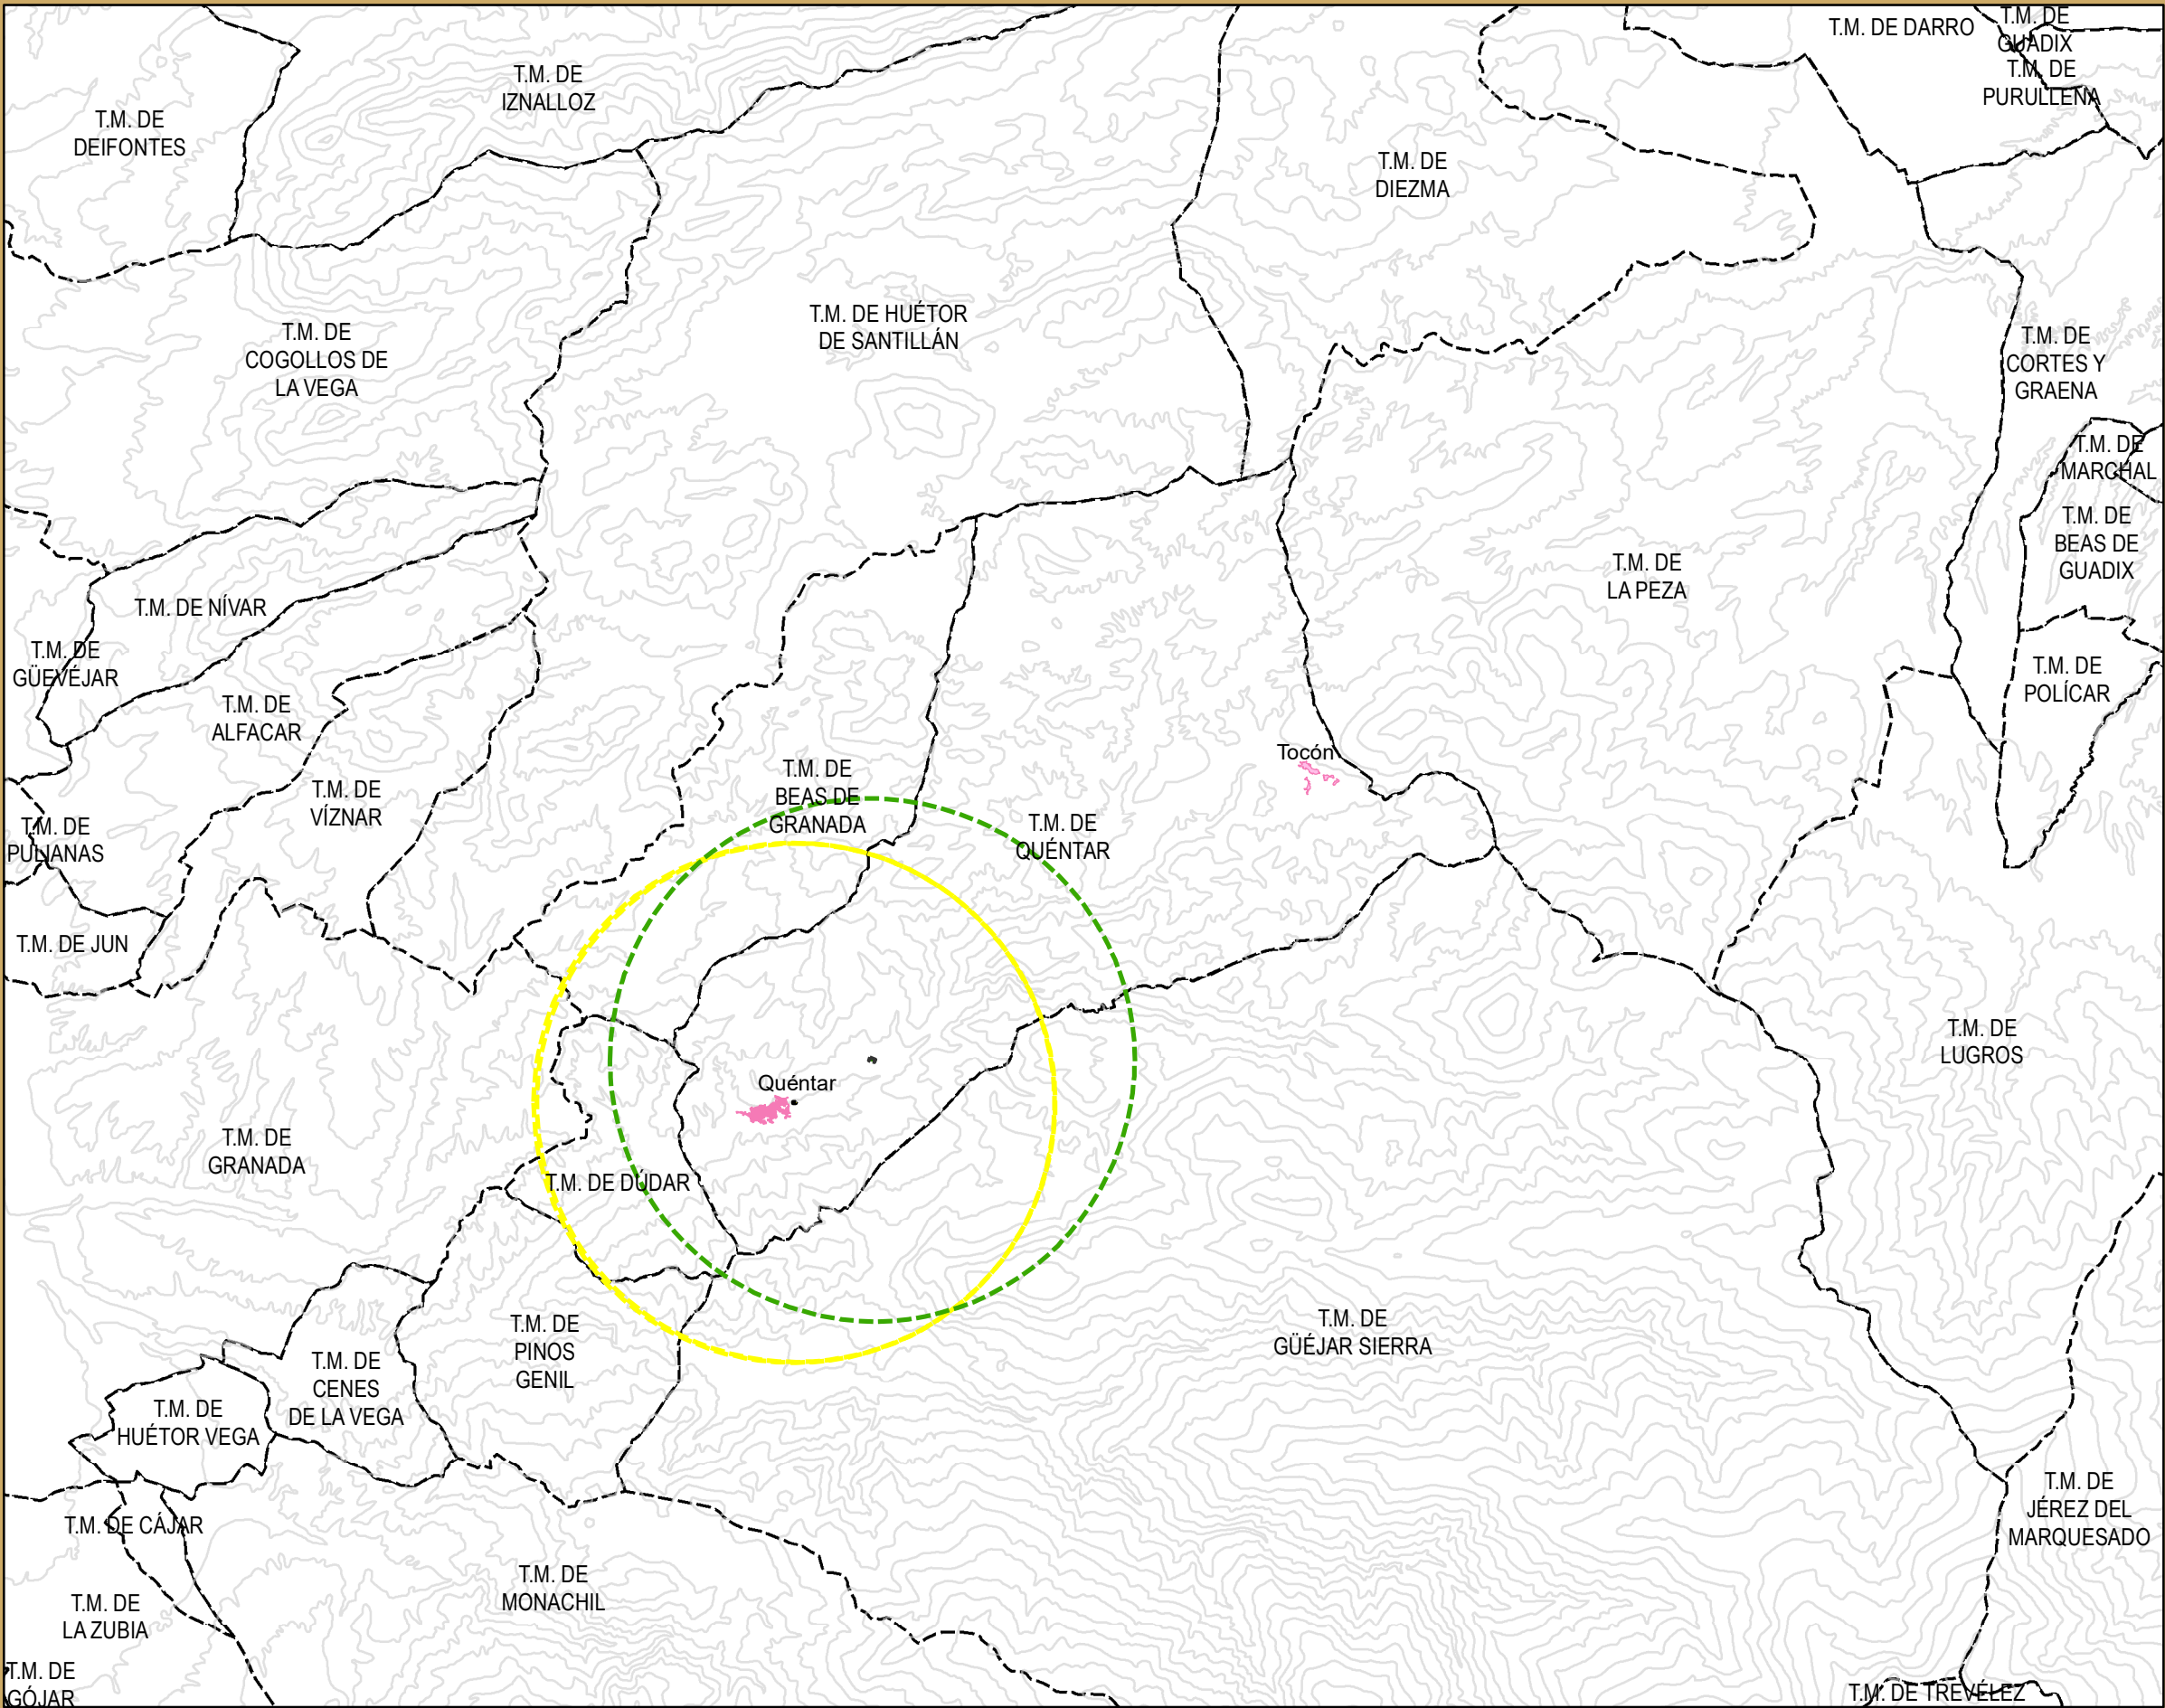 T.M. DE DARRO
T.M. DE
GUADIX
T.M. DE
PURULLENA
T.M. DE
IZNALLOZ
T.M. DE
DEIFONTES
T.M. DE
DIEZMA
T.M. DE HUÉTOR
DE SANTILLÁN
T.M. DE
COGOLLOS DE
LA VEGA
T.M. DE
CORTES Y
GRAENA
T.M. DE
MARCHAL
T.M. DE
BEAS DE
GUADIX
T.M. DE
LA PEZA
T.M. DE NÍVAR
T.M. DE
GÜEVÉJAR
T.M. DE
POLÍCAR
T.M. DE
ALFACAR
Tocón
T.M. DE
BEAS DE
GRANADA
T.M. DE
VÍZNAR
T.M. DE
QUÉNTAR
T.M. DE
PULIANAS
T.M. DE JUN
T.M. DE
LUGROS
Quéntar
T.M. DE
GRANADA
T.M. DE DÚDAR
T.M. DE
PINOS
GENIL
T.M. DE
GÜÉJAR SIERRA
T.M. DE
CENES
DE LA VEGA
T.M. DE
HUÉTOR VEGA
T.M. DE
JÉREZ DEL
MARQUESADO
T.M. DE CÁJAR
T.M. DE
MONACHIL
T.M. DE
LA ZUBIA
T.M. DE
GÓJAR
T.M. DE TREVÉLEZ